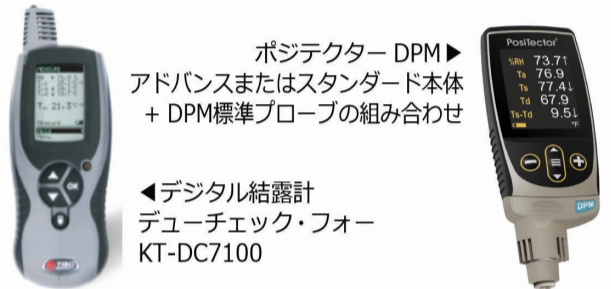 ポジテクター DPM▶
アドバンスまたはスタンダード本体
+ DPM標準プローブの組み合わせ
◀デジタル結露計
デューチェック・フォー
KT-DC7100
MEASURE
OK
PosiTector
%RH 73.7↑
Ta 76.9
Ts 77.4↓
Td 67.9
Ts-Td 9.5↓
°F
DPM